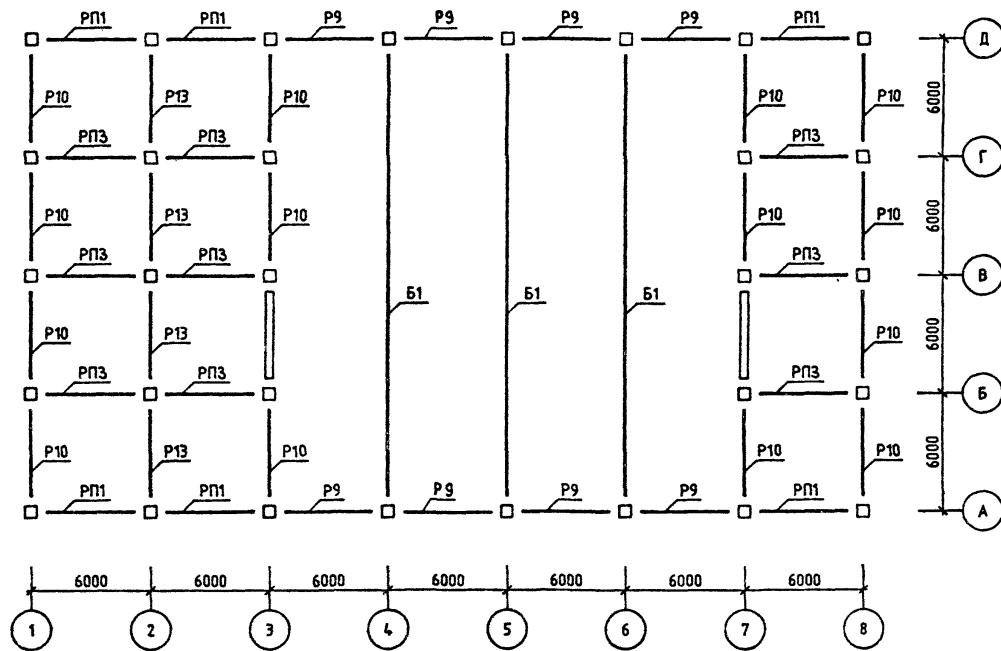 РП1 РП1 Р9 Р9 Р9 Р9 РП1
Д
Р10 Р13 Р10 Р10 Р10
6000
РП3 РП3 РП3
Г
Р10 Р13 Р10 Р10 Р10
6000
РП3 РП3 РП3
В
Б1 Б1 Б1
Р10 Р13 Р10
6000
РП3 РП3 РП3
Б
Р10 Р13 Р10 Р10 Р10
6000
РП1 РП1 Р9 Р9 Р9 Р9 РП1
А
6000 6000 6000 6000 6000 6000 6000
1 2 3 4 5 6 7 8